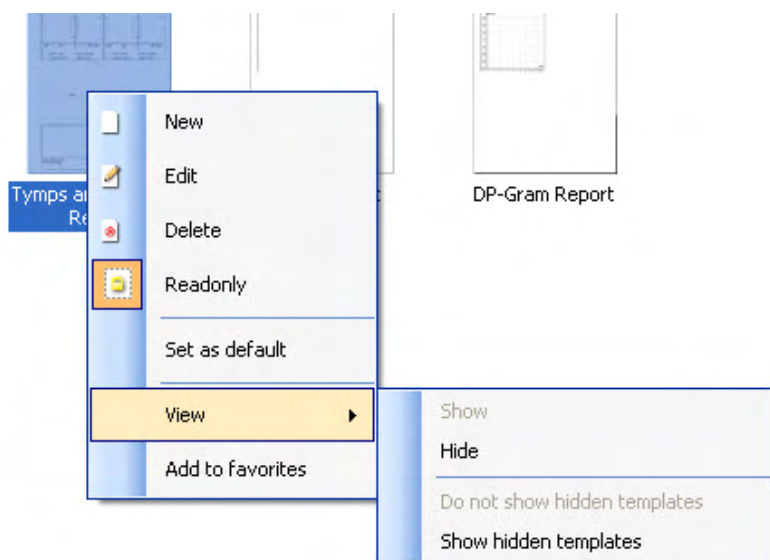 New
Edit
Tymps a
Re
DP-Gram Report
Delete
Readonly
Set as default
View
Show
Hide
Add to favorites
Do not show hidden templates
Show hidden templates